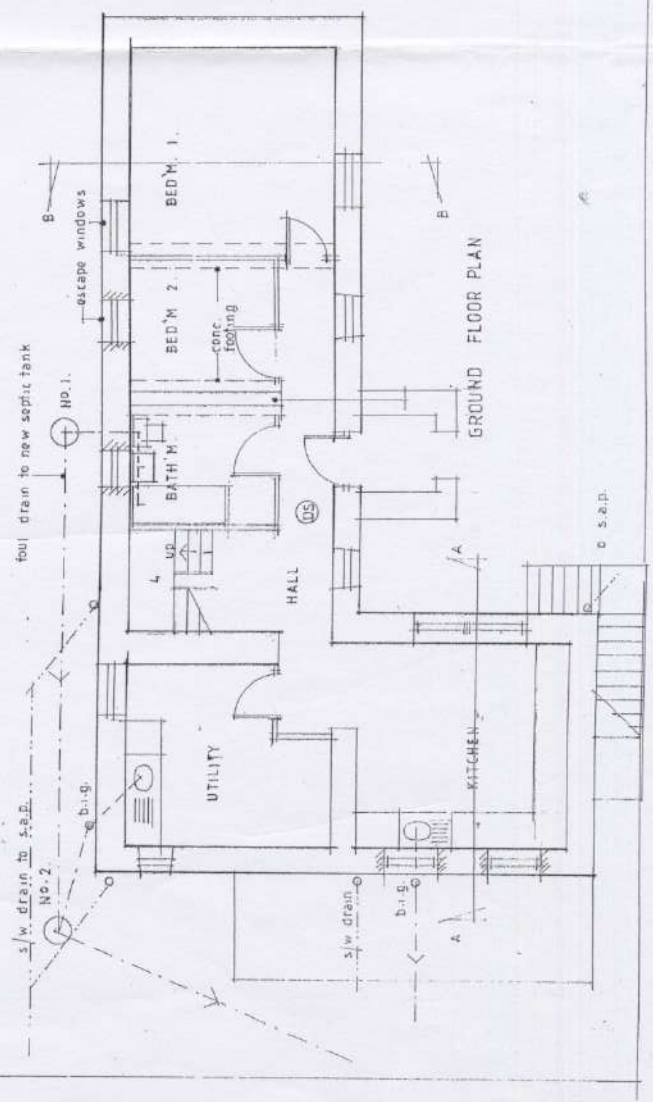 foul drain to new septic tank
s/w drain to s.a.p.
No. 2.
b.i.g.
No. 1.
escape windows
B
UTILITY
4
UP
BATH'M.
BED'M. 2.
conc. footing
BED'M. 1.
HALL
DS
KITCHEN
s/w drain
b.i.g.
A
A
B
GROUND FLOOR PLAN
o s.a.p.